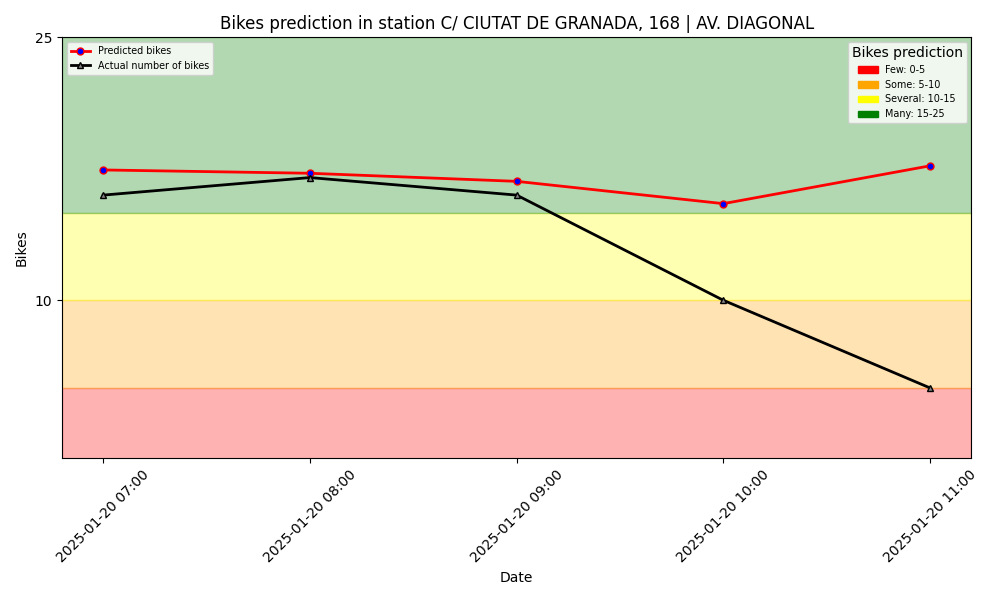 Bikes prediction in station C/ CIUTAT DE GRANADA, 168 | AV. DIAGONAL
25
Predicted bikes
Actual number of bikes
Bikes prediction
Few: 0-5
Some: 5-10
Several: 10-15
Many: 15-25
Bikes
10
2025-01-20 07:00
2025-01-20 08:00
2025-01-20 09:00
2025-01-20 10:00
2025-01-20 11:00
Date